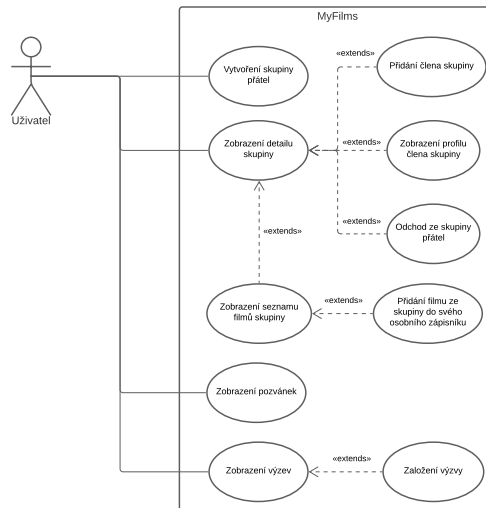 MyFilms
Uživatel
Vytvoření skupiny
přátel
Zobrazení detailu
skupiny
«extends»
Přidání člena skupiny
«extends»
Zobrazení profilu
člena skupiny
«extends»
Odchod ze skupiny
přátel
«extends»
Zobrazení seznamu
filmů skupiny
«extends»
Přidání filmu ze
skupiny do svého
osobního zápisníku
Zobrazení pozvánek
Zobrazení výzev
«extends»
Založení výzvy